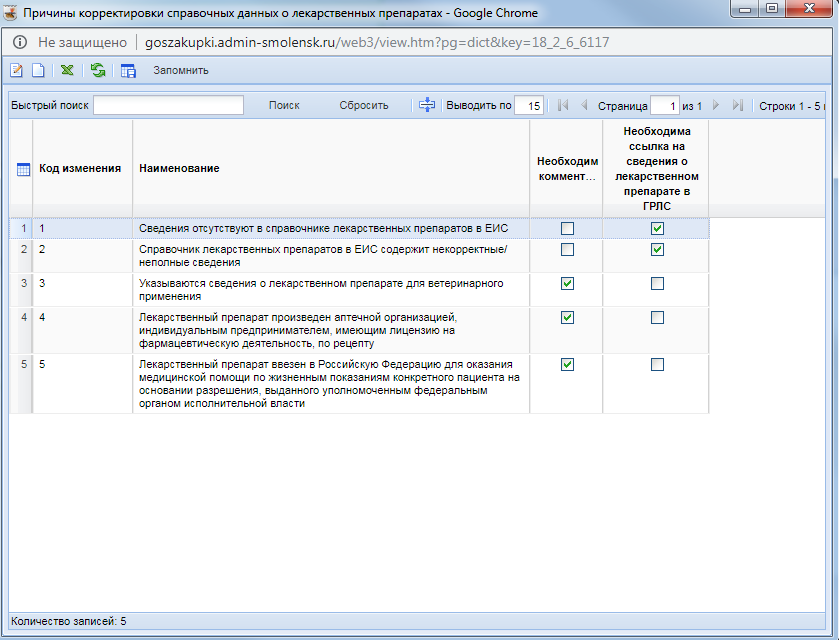 Причины корректировки справочных данных о лекарственных препаратах - Google Chrome
Не защищено | goszakupki.admin-smolensk.ru/web3/view.htm?pg=dict&key=18_2_6_6117
Запомнить
Быстрый поиск Поиск Сбросить Выводить по 15 Страница 1 из 1 Строки 1 - 5
Код изменения Наименование
Необходим
коммент...
Необходима
ссылка на
сведения о
лекарственном
препарате в
ГРЛС
1 1 Сведения отсутствуют в справочнике лекарственных препаратов в ЕИС
2 2 Справочник лекарственных препаратов в ЕИС содержит некорректные/
неполные сведения
3 3 Указываются сведения о лекарственном препарате для ветеринарного
применения
4 4 Лекарственный препарат произведен аптечной организацией,
индивидуальным предпринимателем, имеющим лицензию на
фармацевтическую деятельность, по рецепту
5 5 Лекарственный препарат ввезен в Российскую Федерацию для оказания
медицинской помощи по жизненным показаниям конкретного пациента на
основании разрешения, выданного уполномоченным федеральным
органом исполнительной власти
Количество записей: 5